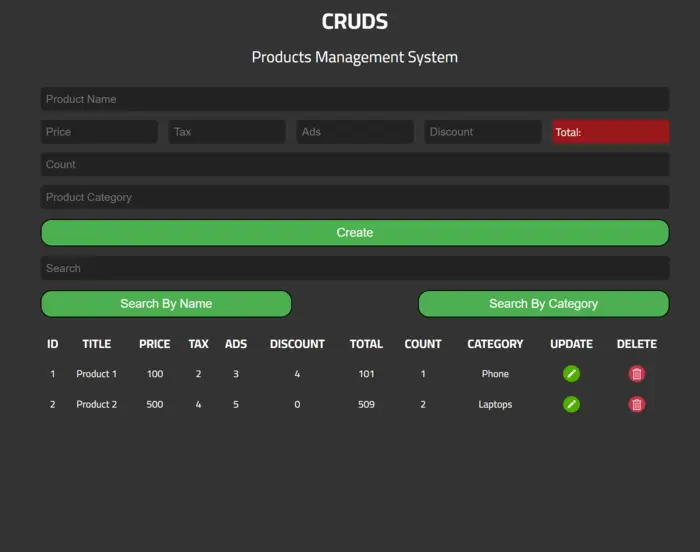 CRUDS
Products Management System
Product Name
Price Tax Ads Discount Total:
Count
Product Category
Create
Search
Search By Name Search By Category
ID TITLE PRICE TAX ADS DISCOUNT TOTAL COUNT CATEGORY UPDATE DELETE
1 Product 1 100 2 3 4 101 1 Phone
2 Product 2 500 4 5 0 509 2 Laptops